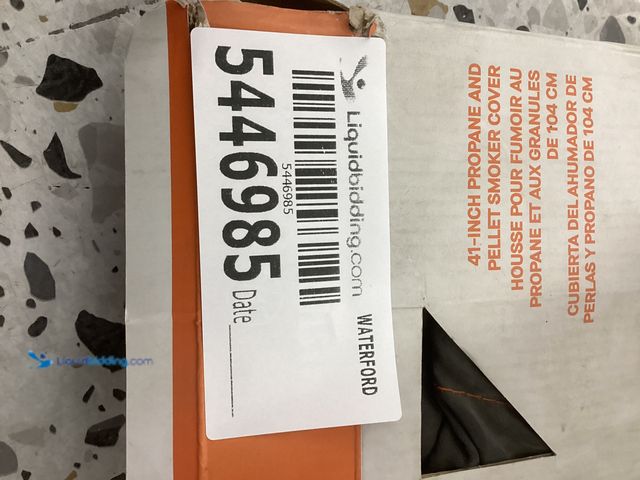 Liquidbidding.com
5446985
5446985
Date
WATERFORD
41-INCH PROPANE AND
PELLET SMOKER COVER
HOUSSE POUR FUMOIR AU
PROPANE ET AUX GRANULES
DE 104 CM
CUBIERTA DEL AHUMADOR DE
PERLAS Y PROPANO DE 104 CM
LiquidBidding.com